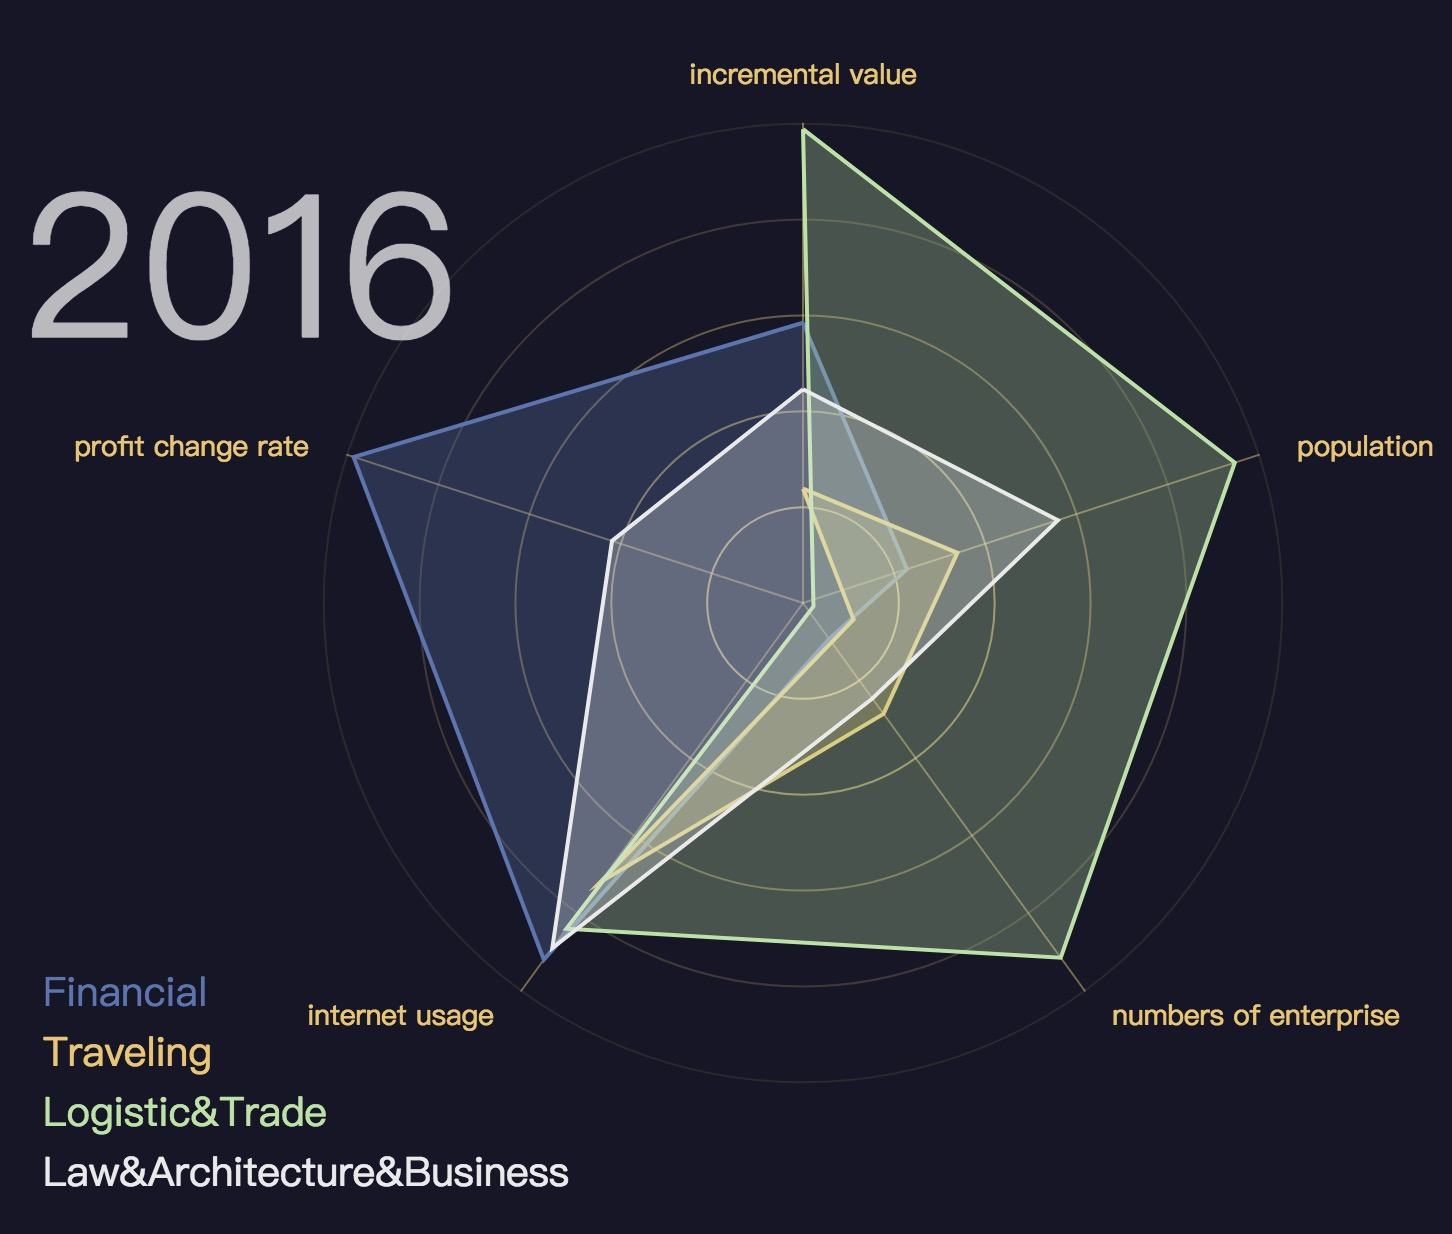 incremental value
2016
profit change rate
population
internet usage
numbers of enterprise
Financial
Traveling
Logistic&Trade
Law&Architecture&Business